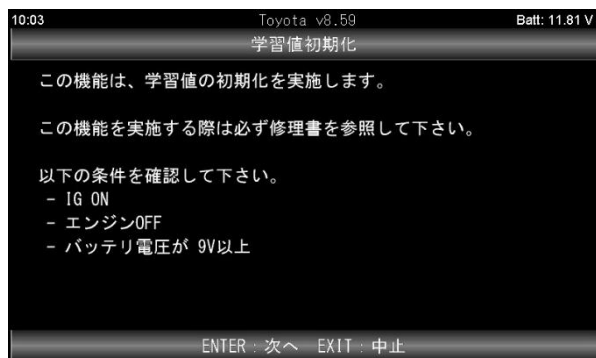 10:03 Toyota v8.59 Batt: 11.81 V
学習値初期化
この機能は、学習値の初期化を実施します。
この機能を実施する際は必ず修理書を参照して下さい。
以下の条件を確認して下さい。
- IG ON
- エンジンOFF
- バッテリ電圧が 9V以上
ENTER：次へ EXIT：中止